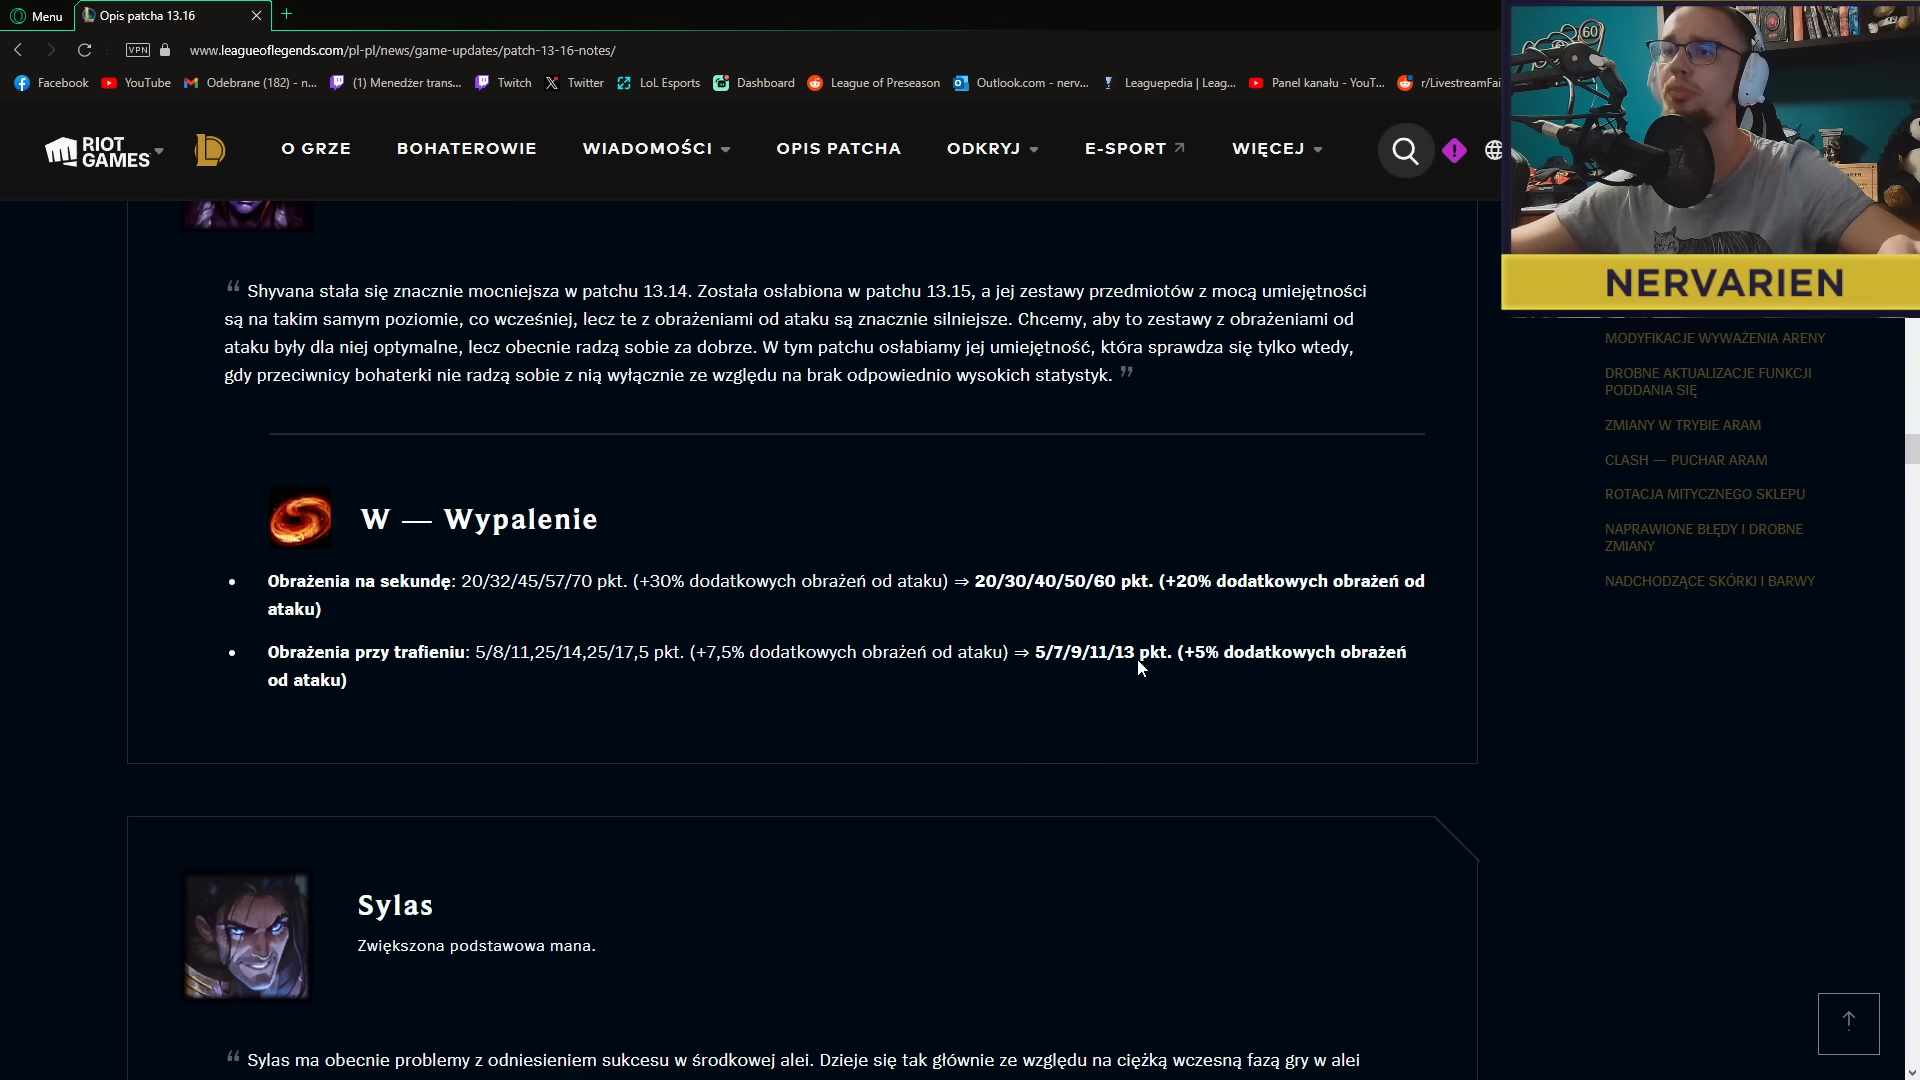 Menu
Opis patcha 13.16
VPN
www.leagueoflegends.com/pl-pl/news/game-updates/patch-13-16-notes/
Facebook
YouTube
Odebrane (182) - n...
(1) Menedżer trans...
Twitch
Twitter
LoL Esports
Dashboard
League of Preseason
Outlook.com - nerv...
Leaguepedia | Leag...
Panel kanału - YouT...
r/LivestreamFai
RIOT
GAMES
O GRZE
BOHATEROWIE
WIADOMOŚCI
OPIS PATCHA
ODKRYJ
E-SPORT
WIĘCEJ
60
NERVARIEN
“ Shyvana stała się znacznie mocniejsza w patchu 13.14. Została osłabiona w patchu 13.15, a jej zestawy przedmiotów z mocą umiejętności
są na takim samym poziomie, co wcześniej, lecz te z obrażeniami od ataku są znacznie silniejsze. Chcemy, aby to zestawy z obrażeniami od
ataku były dla niej optymalne, lecz obecnie radzą sobie za dobrze. W tym patchu osłabiamy jej umiejętność, która sprawdza się tylko wtedy,
gdy przeciwnicy bohaterki nie radzą sobie z nią wyłącznie ze względu na brak odpowiednio wysokich statystyk. ”
W — Wypalenie
• Obrażenia na sekundę: 20/32/45/57/70 pkt. (+30% dodatkowych obrażeń od ataku) ⇒ 20/30/40/50/60 pkt. (+20% dodatkowych obrażeń od
ataku)
• Obrażenia przy trafieniu: 5/8/11,25/14,25/17,5 pkt. (+7,5% dodatkowych obrażeń od ataku) ⇒ 5/7/9/11/13 pkt. (+5% dodatkowych obrażeń
od ataku)
Sylas
Zwiększona podstawowa mana.
“ Sylas ma obecnie problemy z odniesieniem sukcesu w środkowej alei. Dzieje się tak głównie ze względu na ciężką wczesną fazą gry w alei
MODYFIKACJE WYWAŻENIA ARENY
DROBNE AKTUALIZACJE FUNKCJI
PODDANIA SIĘ
ZMIANY W TRYBIE ARAM
CLASH — PUCHAR ARAM
ROTACJA MITYCZNEGO SKLEPU
NAPRAWIONE BŁĘDY I DROBNE
ZMIANY
NADCHODZĄCE SKÓRKI I BARWY